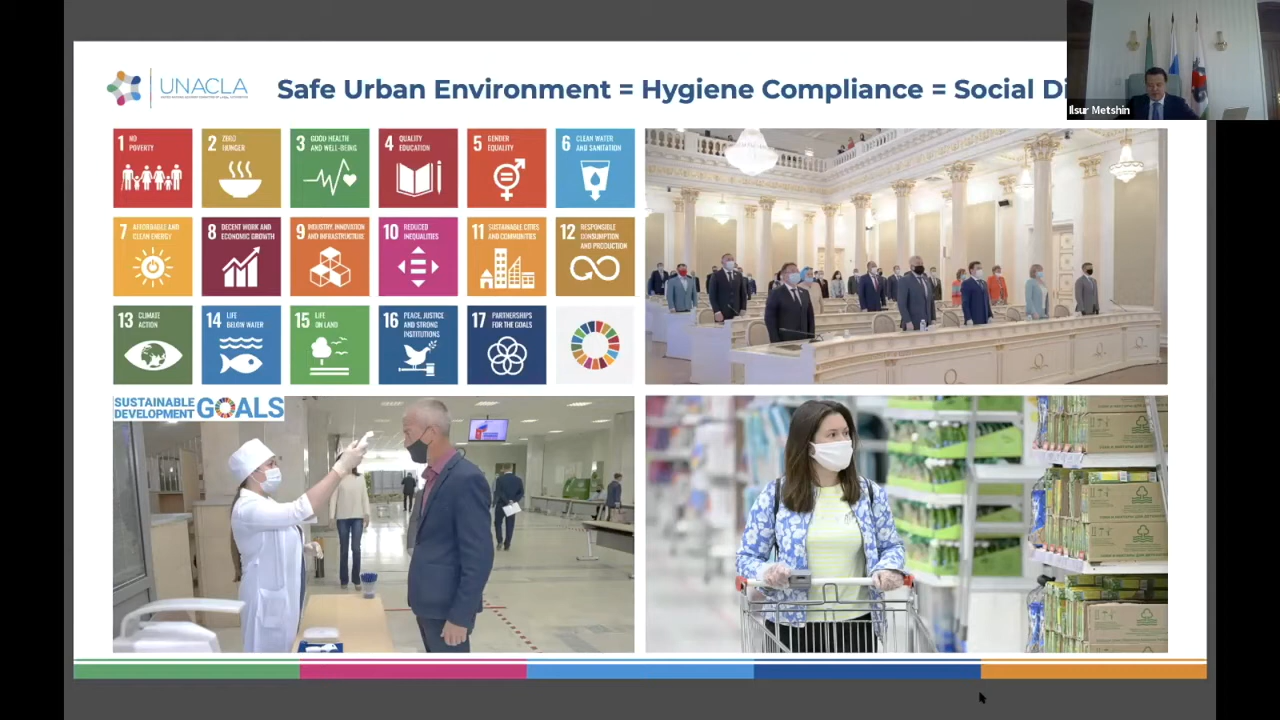 UNACLA
Safe Urban Environment = Hygiene Compliance = Social Di
Ilsur Metshin
1 NO
POVERTY
2 ZERO
HUNGER
3 GOOD HEALTH
AND WELL-BEING
4 QUALITY
EDUCATION
5 GENDER
EQUALITY
6 CLEAN WATER
AND SANITATION
7 AFFORDABLE AND
CLEAN ENERGY
8 DECENT WORK AND
ECONOMIC GROWTH
9 INDUSTRY, INNOVATION
AND INFRASTRUCTURE
10 REDUCED
INEQUALITIES
11 SUSTAINABLE CITIES
AND COMMUNITIES
12 RESPONSIBLE
CONSUMPTION
AND PRODUCTION
13 CLIMATE
ACTION
14 LIFE
BELOW WATER
15 LIFE
ON LAND
16 PEACE, JUSTICE
AND STRONG
INSTITUTIONS
17 PARTNERSHIPS
FOR THE GOALS
SUSTAINABLE
DEVELOPMENT
GOALS